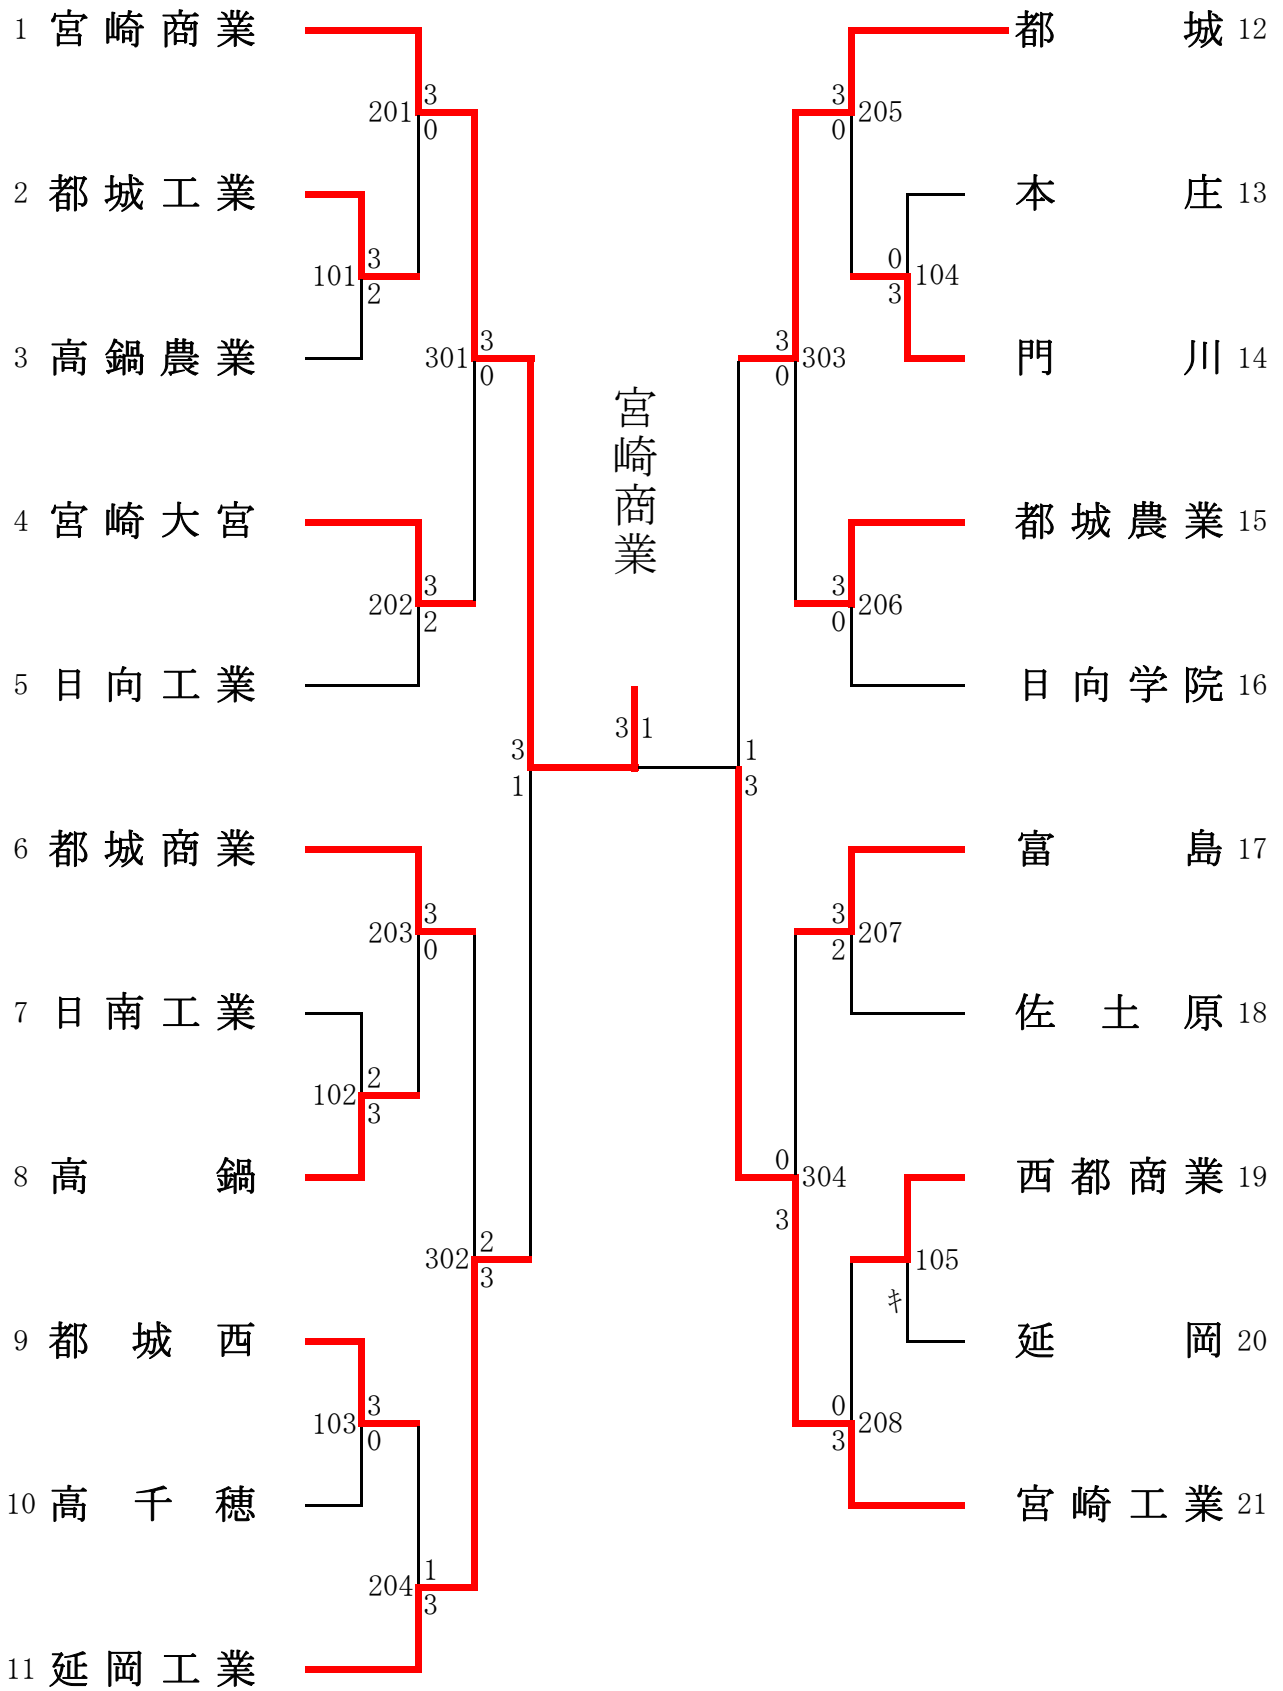 1 宮崎商業
201
3
0
2 都城工業
101
3
2
3 高鍋農業
301
3
0
4 宮崎大宮
202
3
2
5 日向工業
3
1
6 都城商業
203
3
0
7 日南工業
102
2
3
8 高鍋
302
2
3
9 都城西
103
3
0
10 高千穂
204
1
3
11 延岡工業
宮崎商業
3 1
都城 12
3
0
205
本庄 13
0
3
104
門川 14
3
0
303
都城農業 15
3
0
206
日向学院 16
1
3
富島 17
3
2
207
佐土原 18
0
3
304
西都商業 19
105
キ
延岡 20
0
3
208
宮崎工業 21